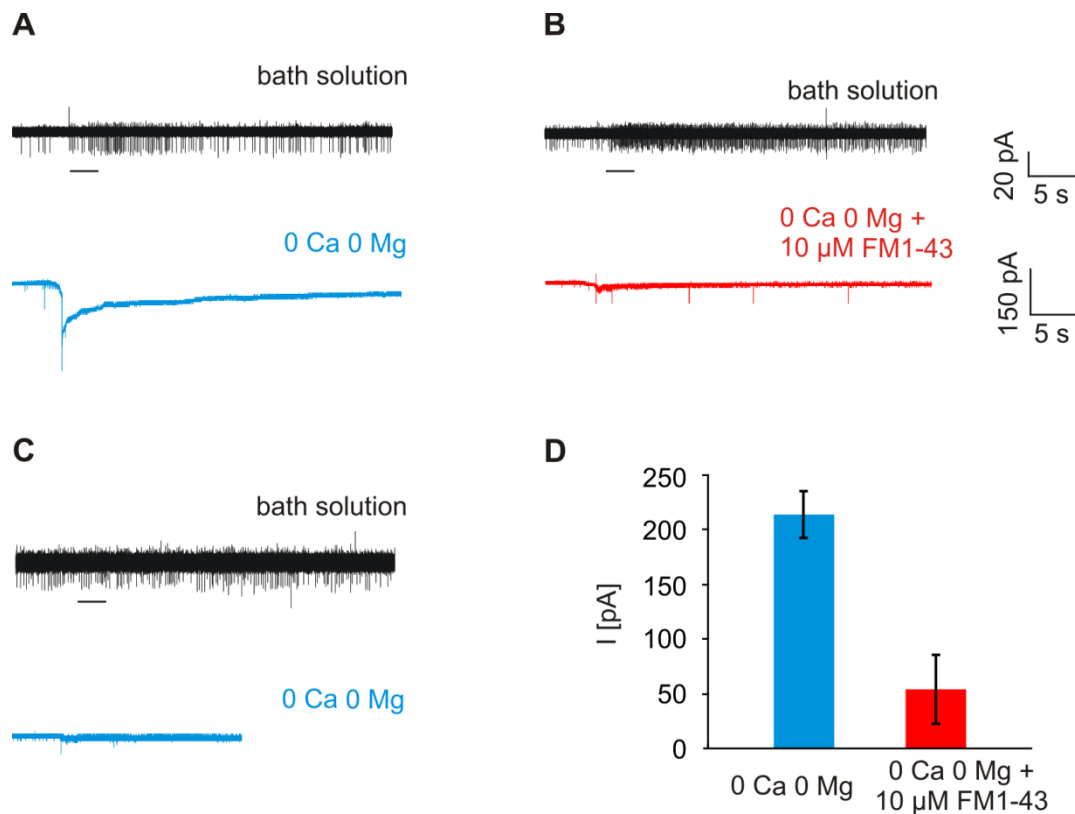 A
bath solution
0 Ca 0 Mg
B
bath solution
0 Ca 0 Mg +
10 µM FM1-43
20 pA
5 s
150 pA
5 s
C
bath solution
0 Ca 0 Mg
D
I [pA]
250
200
150
100
50
0
0 Ca 0 Mg
0 Ca 0 Mg +
10 µM FM1-43